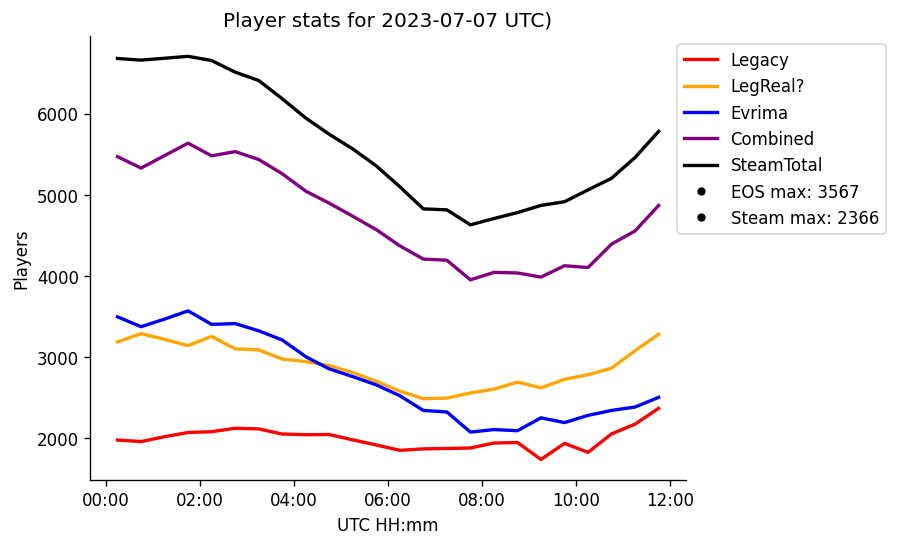 Player stats for 2023-07-07 UTC)
Legacy
LegReal?
Evrima
Combined
SteamTotal
EOS max: 3567
Steam max: 2366
Players
6000
5000
4000
3000
2000
00:00 02:00 04:00 06:00 08:00 10:00 12:00
UTC HH:mm